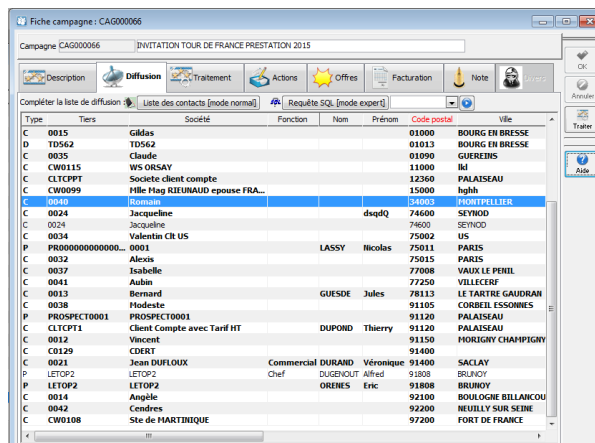 Fiche campagne : CAG000066
Campagne CAG000066 INVITATION TOUR DE FRANCE PRESTATION 2015
Description Diffusion Traitement Actions Offres Facturation Note
Compléter la liste de diffusion : Liste des contacts [mode normal] Requête SQL [mode expert]
OK
Annuler
Traiter
Aide
Type Tiers Société Fonction Nom Prénom Code postal Ville
C 0015 Gildas 01000 BOURG EN BRESSE
D TD562 TD562 01013 BOURG EN BRESSE
C 0035 Claude 01090 GUEREINS
C CW0115 WS ORSAY 11000 lkl
C CLTCPPT Societe client compte 12360 PALAISEAU
C CW0099 Mlle Mag RIEUNAUD epouse FRA... 15000 hghh
C 0040 Romain 34003 MONTPELLIER
C 0024 Jacqueline dsqdQ 74600 SEYNOD
C 0024 Jacqueline 74600 SEYNOD
C 0034 Valentin Clt US 75002 US
P PR000000000000... 0001 LASSY Nicolas 75011 PARIS
C 0032 Alexis 75015 PARIS
C 0037 Isabelle 77008 VAUX LE PENIL
C 0041 Aubin 77250 VILLECERF
C 0013 Bernard GUESDE Jules 78113 LE TARTRE GAUDRAN
C 0038 Modeste 91105 CORBEIL ESSONNES
P PROSPECT0001 PROSPECT0001 91120 PALAISEAU
C CLTCPT1 Client Compte avec Tarif HT DUPOND Thierry 91120 PALAISEAU
C 0012 Vincent 91150 MORIGNY CHAMPIGNY
C C0129 CDERT 91400
C 0021 Jean DUFLOUX Commercial DURAND Véronique 91400 SACLAY
P LETOP2 LETOP2 Chef DUGENOUT Alfred 91808 BRUNOY
P LETOP2 LETOP2 ORENES Eric 91808 BRUNOY
C 0014 Angèle 92100 BOULOGNE BILLANCOU
C 0042 Cendres 92200 NEUILLY SUR SEINE
C CW0108 Ste de MARTINIQUE 97200 FORT DE FRANCE